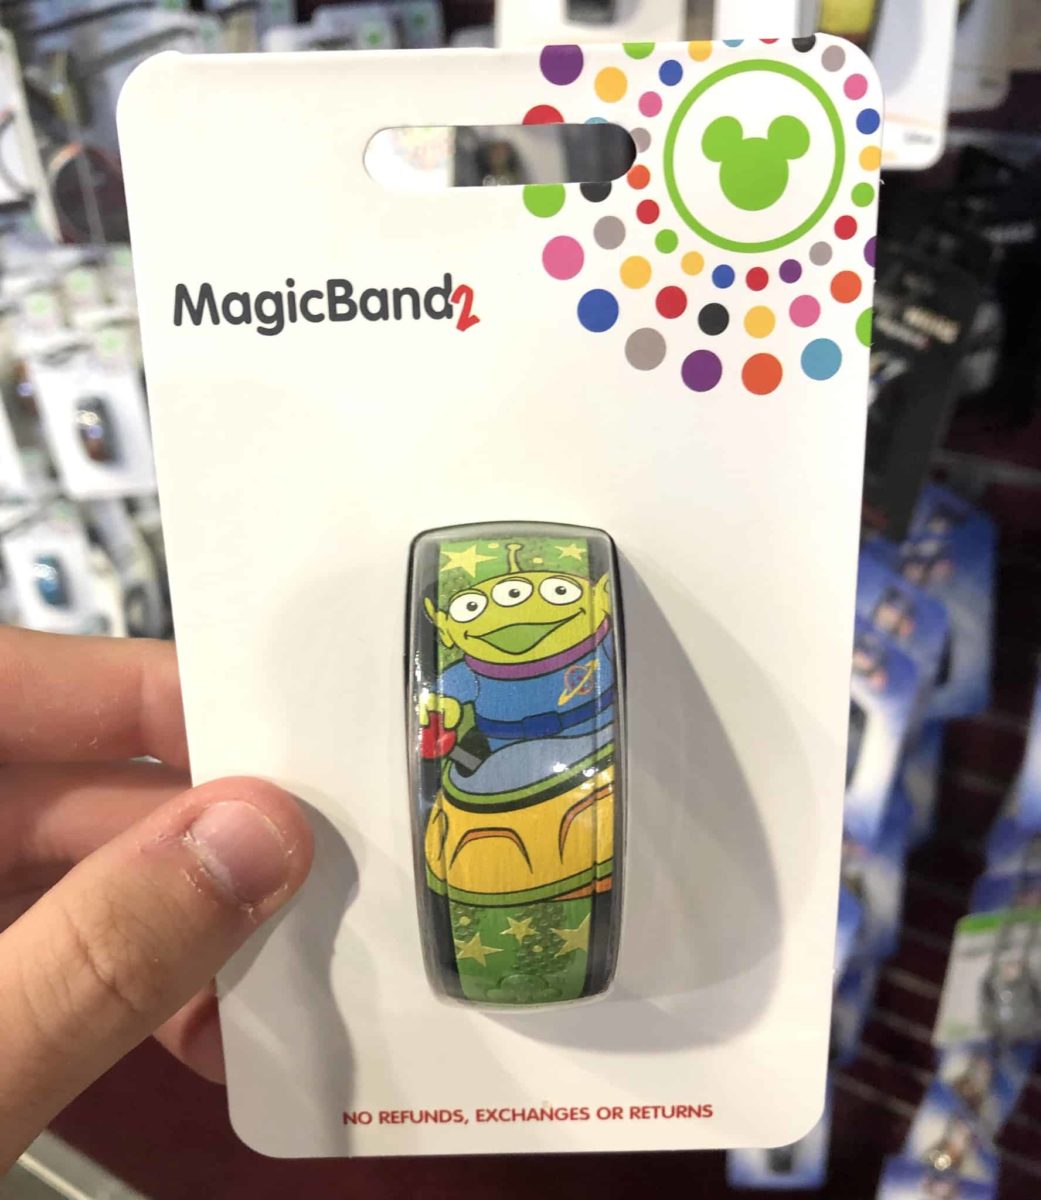 MagicBand2
NO REFUNDS, EXCHANGES OR RETURNS